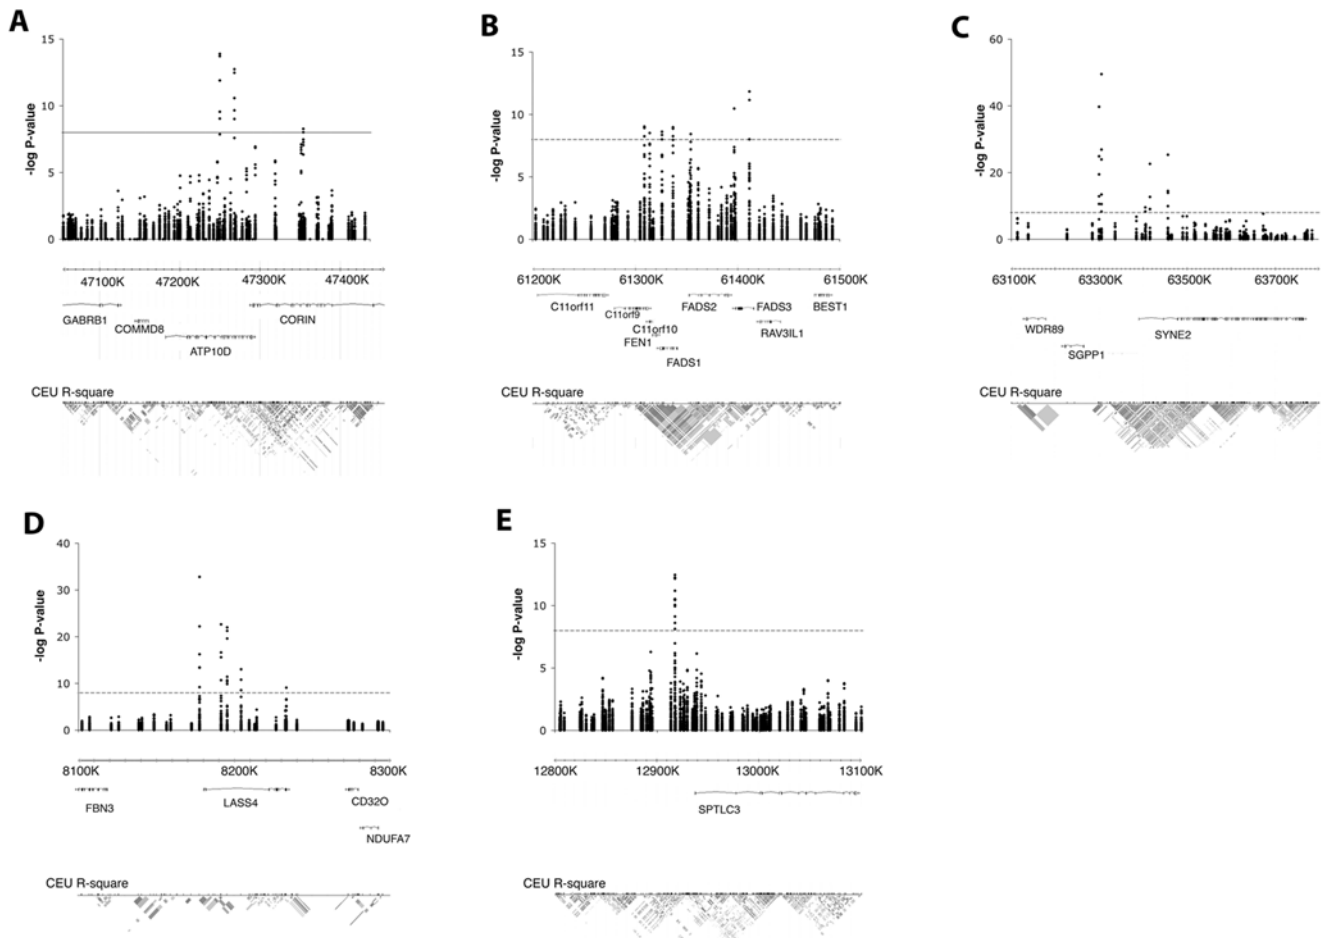 A
15
10
5
0
-log P-value
47100K 47200K 47300K 47400K
GABRB1
COMMD8
ATP10D
CORIN
CEU R-square
B
15
10
5
0
-log P-value
61200K 61300K 61400K 61500K
C11orf11
C11orf9
C11orf10
FEN1
FADS1
FADS2
FADS3
RAV3IL1
BEST1
CEU R-square
C
60
40
20
0
-log P-value
63100K 63300K 63500K 63700K
WDR89
SGPP1
SYNE2
CEU R-square
D
40
30
20
10
0
-log P-value
8100K 8200K 8300K
FBN3
LASS4
CD32O
NDUFA7
CEU R-square
E
15
10
5
0
-log P-value
12800K 12900K 13000K 13100K
SPTLC3
CEU R-square